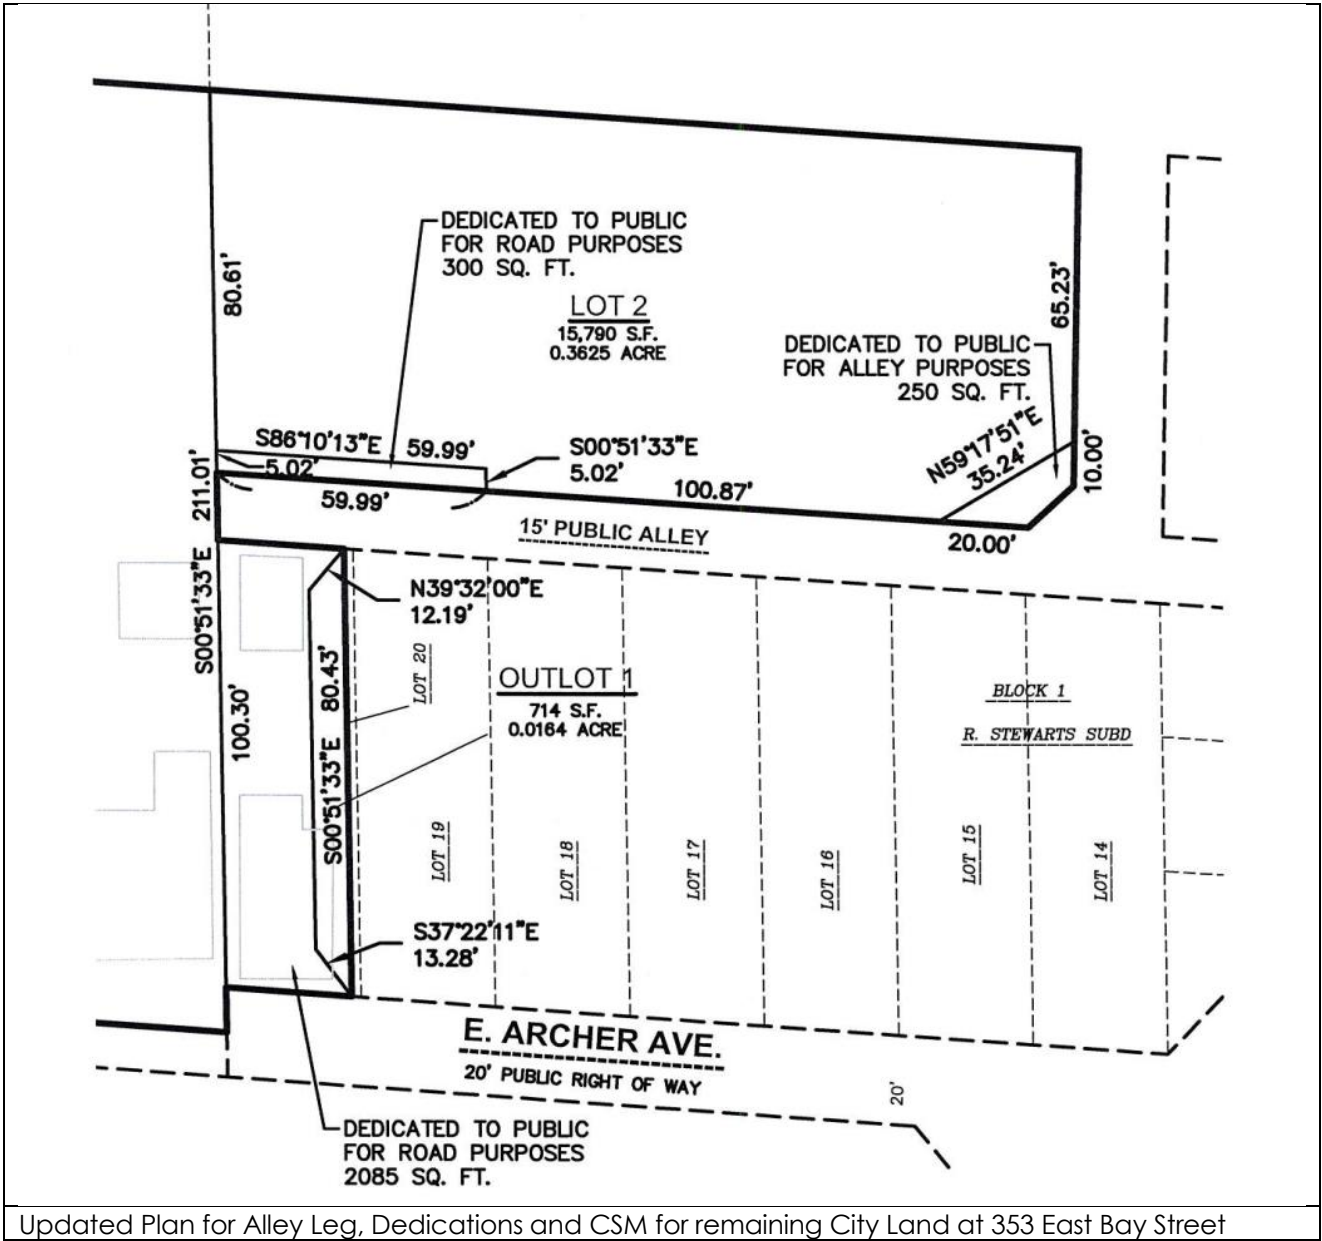 DEDICATED TO PUBLIC
FOR ROAD PURPOSES
300 SQ. FT.
80.61'
LOT 2
15,790 S.F.
0.3625 ACRE
65.23'
DEDICATED TO PUBLIC
FOR ALLEY PURPOSES
250 SQ. FT.
S86°10'13"E 59.99'
5.02'
S00°51'33"E
5.02'
N59°17'51"E
35.24'
10.00'
211.01'
59.99'
100.87'
15' PUBLIC ALLEY
20.00'
S00°51'33"E
N39°32'00"E
12.19'
LOT 20
OUTLOT 1
714 S.F.
0.0164 ACRE
BLOCK 1
R. STEWARTS SUBD
100.30'
S00°51'33"E 80.43'
LOT 19
LOT 18
LOT 17
LOT 16
LOT 15
LOT 14
S37°22'11"E
13.28'
E. ARCHER AVE.
20' PUBLIC RIGHT OF WAY
20'
DEDICATED TO PUBLIC
FOR ROAD PURPOSES
2085 SQ. FT.
Updated Plan for Alley Leg, Dedications and CSM for remaining City Land at 353 East Bay Street